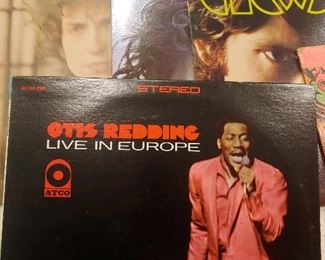 STEREO
OTIS REDDING
LIVE IN EUROPE
ATCO